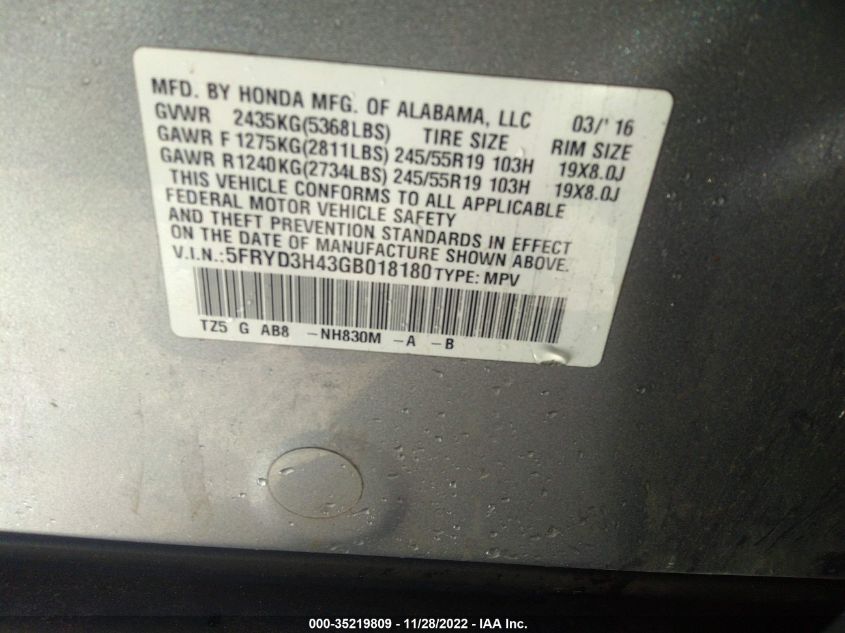 MFD. BY HONDA MFG. OF ALABAMA, LLC 03/'16
GVWR 2435KG(5368LBS) TIRE SIZE RIM SIZE
GAWR F 1275KG(2811LBS) 245/55R19 103H 19X8.0J
GAWR R1240KG(2734LBS) 245/55R19 103H 19X8.0J
THIS VEHICLE CONFORMS TO ALL APPLICABLE
FEDERAL MOTOR VEHICLE SAFETY
AND THEFT PREVENTION STANDARDS IN EFFECT
ON THE DATE OF MANUFACTURE SHOWN ABOVE.
V.I.N.:5FRYD3H43GB018180 TYPE: MPV
TZ5 G AB8 -NH830M -A -B
000-35219809 - 11/28/2022 - IAA Inc.